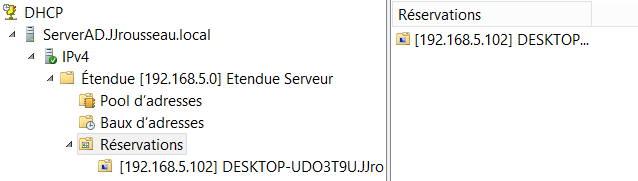 DHCP
ServerAD.JJrousseau.local
IPv4
Étendue [192.168.5.0] Etendue Serveur
Pool d'adresses
Baux d'adresses
Réservations
[192.168.5.102] DESKTOP-UDO3T9U.JJro
Réservations
[192.168.5.102] DESKTOP...